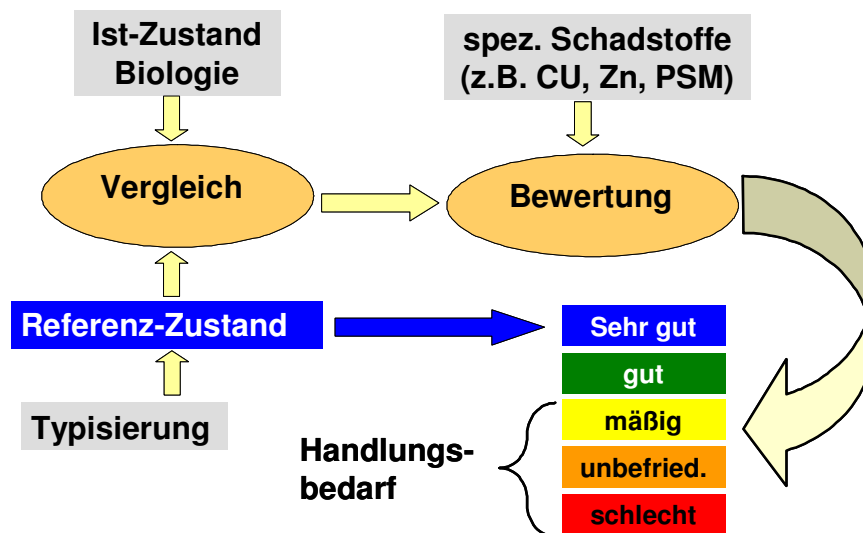 Ist-Zustand
Biologie
spez. Schadstoffe
(z.B. CU, Zn, PSM)
Vergleich
Bewertung
Referenz-Zustand
Sehr gut
gut
Typisierung
mäßig
Handlungs-
bedarf
unbefried.
schlecht